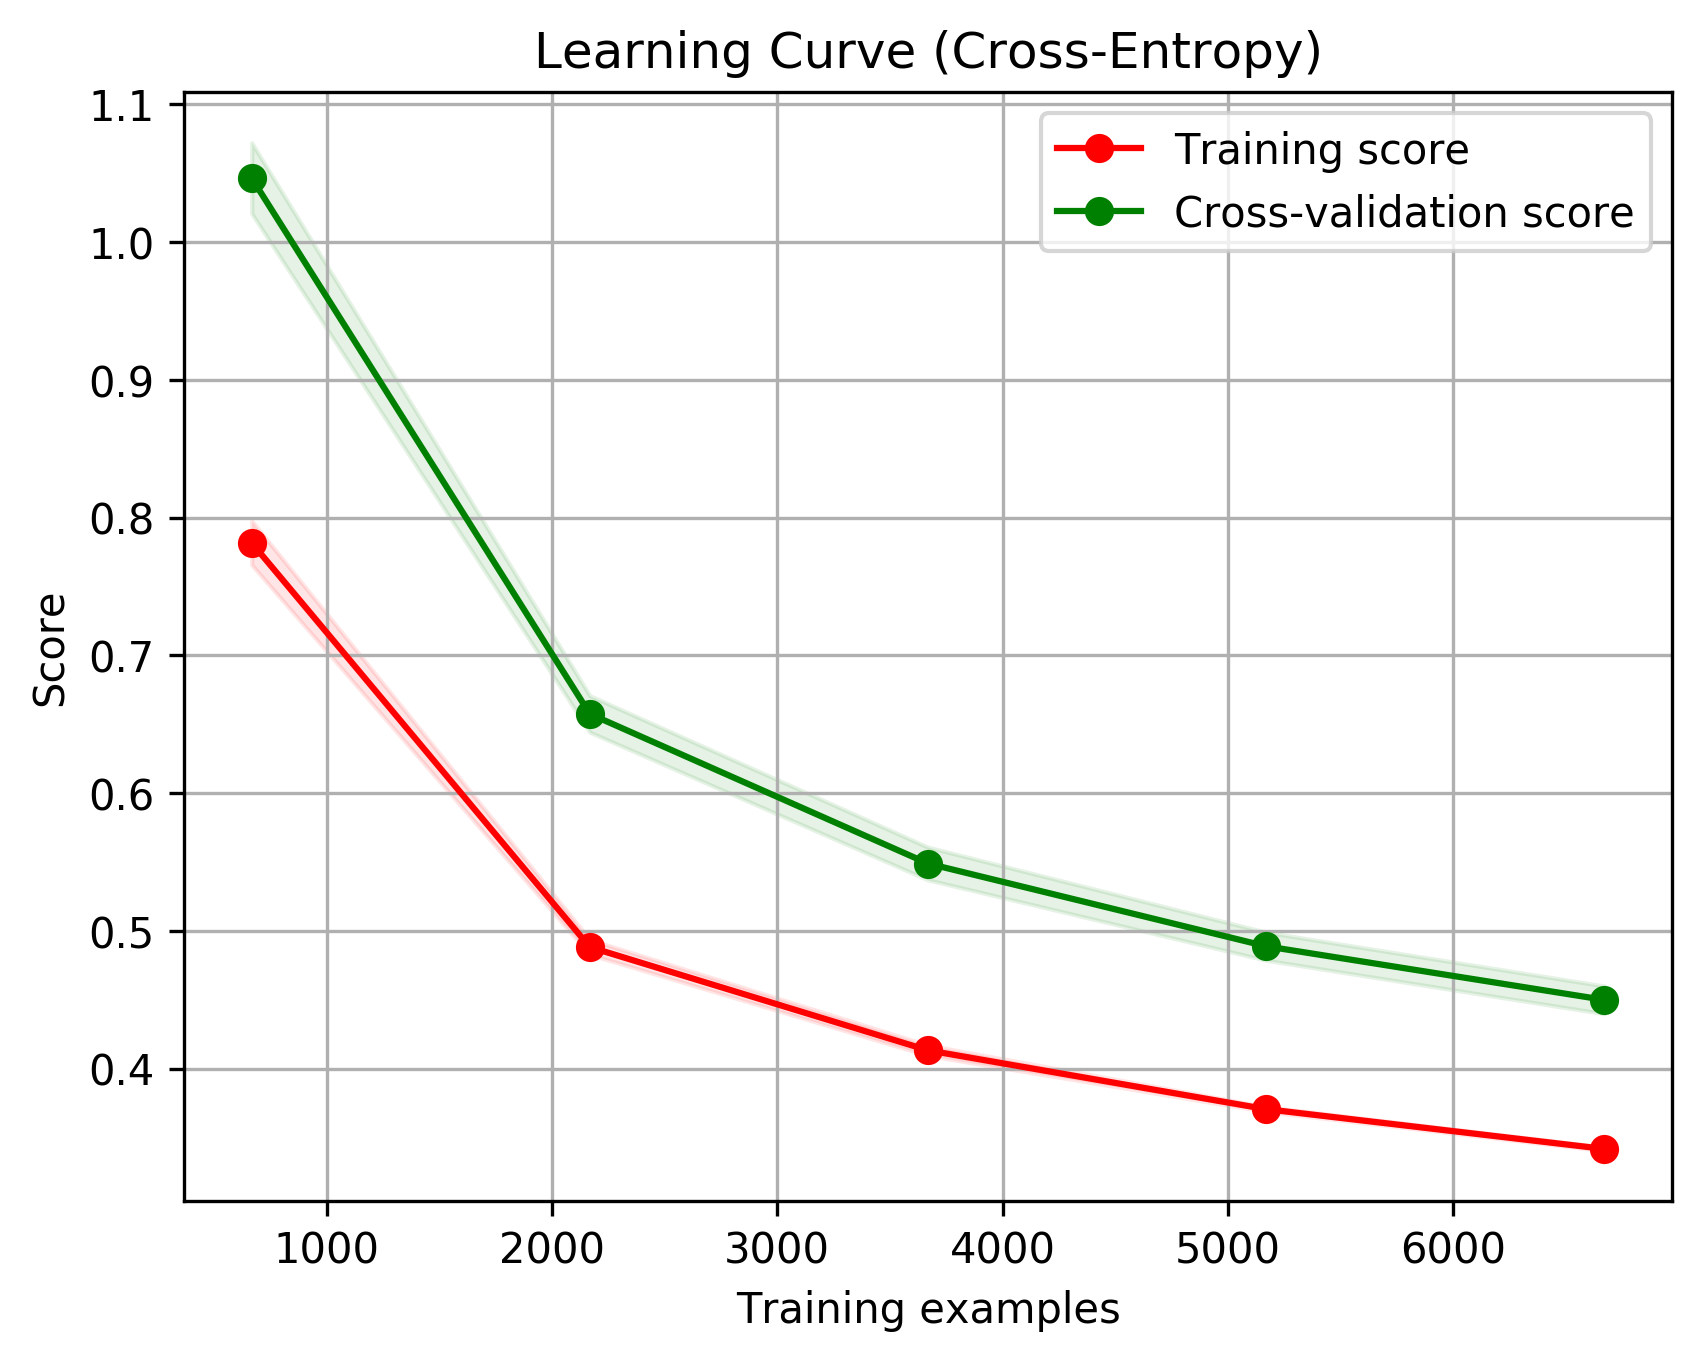 Learning Curve (Cross-Entropy)
Training score
Cross-validation score
1.1
1.0
0.9
0.8
0.7
0.6
0.5
0.4
Score
1000 2000 3000 4000 5000 6000
Training examples